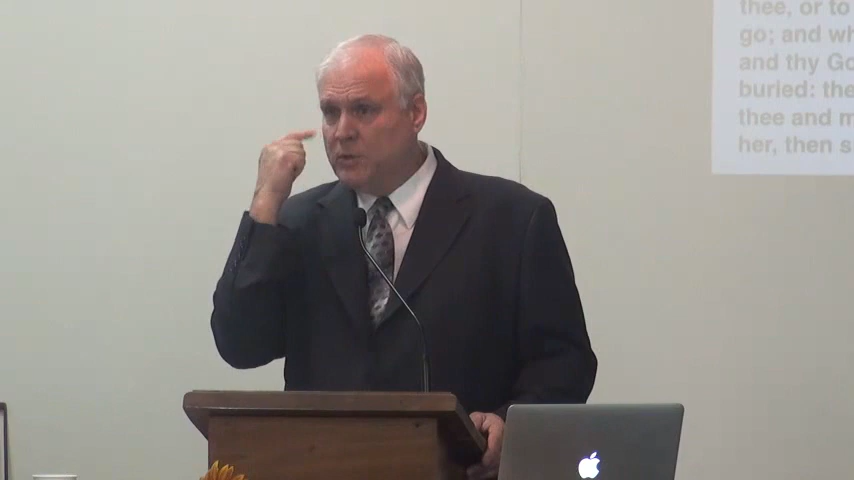 thee, or to
go; and wh
and thy Go
buried: the
thee and m
her, then s